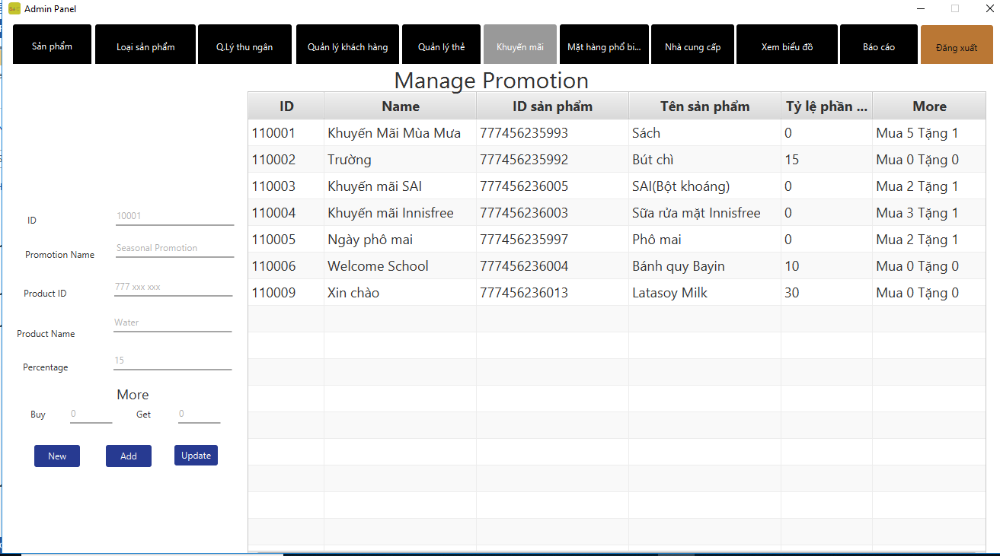 Admin Panel
Sản phẩm Loại sản phẩm Q.Lý thu ngân Quản lý khách hàng Quản lý thẻ Khuyến mãi Mặt hàng phổ bi... Nhà cung cấp Xem biểu đồ Báo cáo Đăng xuất
Manage Promotion
ID Name ID sản phẩm Tên sản phẩm Tỷ lệ phần ... More
110001 Khuyến Mãi Mùa Mưa 777456235993 Sách 0 Mua 5 Tặng 1
110002 Trường 777456235992 Bút chì 15 Mua 0 Tặng 0
110003 Khuyến mãi SAI 777456236005 SAI(Bột khoáng) 0 Mua 2 Tặng 1
110004 Khuyến mãi Innisfree 777456236003 Sữa rửa mặt Innisfree 0 Mua 3 Tặng 1
110005 Ngày phô mai 777456235997 Phô mai 0 Mua 2 Tặng 1
110006 Welcome School 777456236004 Bánh quy Bayin 10 Mua 0 Tặng 0
110009 Xin chào 777456236013 Latasoy Milk 30 Mua 0 Tặng 0
ID 10001
Promotion Name Seasonal Promotion
Product ID 777 xxx xxx
Product Name Water
Percentage 15
More
Buy 0 Get 0
New Add Update